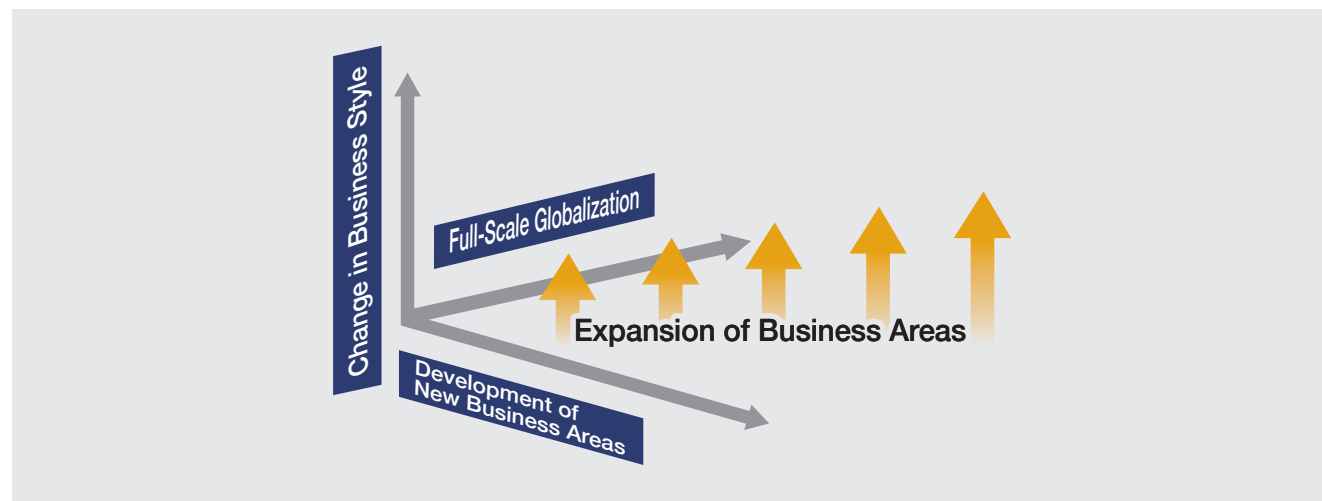 Change in Business Style
Full-Scale Globalization
Expansion of Business Areas
Development of
New Business Areas